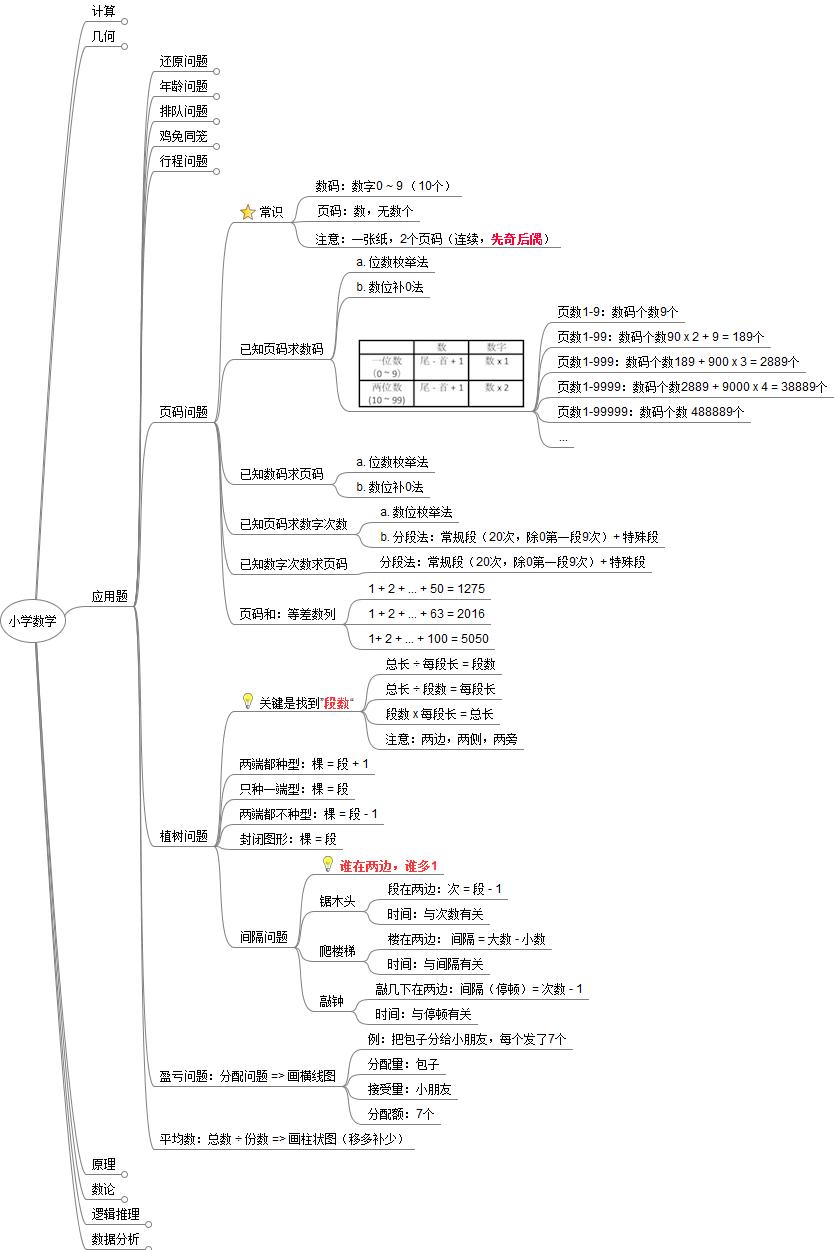 计算
几何
还原问题
年龄问题
排队问题
鸡兔同笼
行程问题
数码：数字0 ~ 9 （10个）
常识
页码：数，无数个
注意：一张纸，2个页码（连续，先奇后偶）
a. 位数枚举法
b. 数位补0法
已知页码求数码
数 数字
一位数 (0 ~ 9) 尾 - 首 + 1 数 x 1
两位数 (10 ~ 99) 尾 - 首 + 1 数 x 2
页数1-9：数码个数9个
页数1-99：数码个数90 x 2 + 9 = 189个
页数1-999：数码个数189 + 900 x 3 = 2889个
页数1-9999：数码个数2889 + 9000 x 4 = 38889个
页数1-99999：数码个数 488889个
...
页码问题
已知数码求页码
a. 位数枚举法
b. 数位补0法
已知页码求数字次数
a. 数位枚举法
b. 分段法：常规段（20次，除0第一段9次）+ 特殊段
已知数字次数求页码
分段法：常规段（20次，除0第一段9次）+ 特殊段
页码和：等差数列
1 + 2 + ... + 50 = 1275
1 + 2 + ... + 63 = 2016
1+ 2 + ... + 100 = 5050
应用题
小学数学
关键是找到"段数"
总长 ÷ 每段长 = 段数
总长 ÷ 段数 = 每段长
段数 x 每段长 = 总长
注意：两边，两侧，两旁
两端都种型：棵 = 段 + 1
只种一端型：棵 = 段
两端都不种型：棵 = 段 - 1
植树问题
封闭图形：棵 = 段
谁在两边，谁多1
锯木头
段在两边：次 = 段 - 1
时间：与次数有关
间隔问题
爬楼梯
楼在两边： 间隔 = 大数 - 小数
时间：与间隔有关
敲钟
敲几下在两边：间隔（停顿）= 次数 - 1
时间：与停顿有关
盈亏问题：分配问题 => 画横线图
例：把包子分给小朋友，每个发了7个
分配量：包子
接受量：小朋友
分配额：7个
平均数：总数 ÷ 份数 => 画柱状图（移多补少）
原理
数论
逻辑推理
数据分析